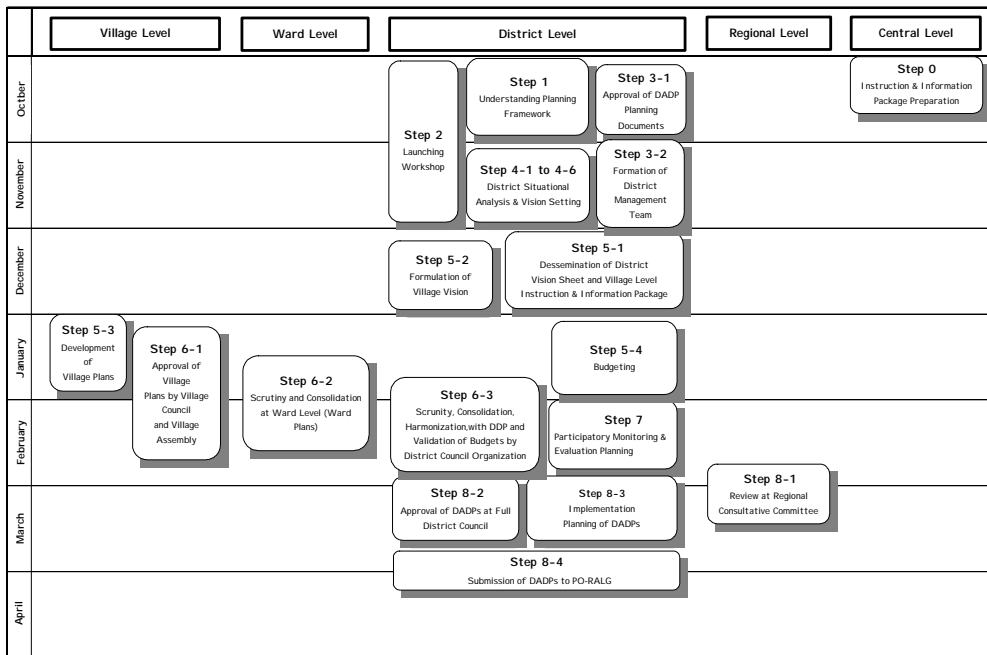 Village Level
Ward Level
District Level
Regional Level
Central Level
Octber
November
December
January
February
March
April
Step 0
Instruction & Information
Package Preparation
Step 1
Understanding Planning
Framework
Step 3-1
Approval of DADP
Planning
Documents
Step 2
Launching
Workshop
Step 4-1 to 4-6
District Situational
Analysis & Vision Setting
Step 3-2
Formation of
District
Management
Team
Step 5-2
Formulation of
Village Vision
Step 5-1
Dessemination of District
Vision Sheet and Village Level
Instruction & Information Package
Step 5-3
Development
of
Village Plans
Step 6-1
Approval of
Village
Plans by Village
Council
and Village
Assembly
Step 6-2
Scrutiny and Consolidation
at Ward Level (Ward
Plans)
Step 6-3
Scrunity, Consolidation,
Harmonization,with DDP and
Validation of Budgets by
District Council Organization
Step 5-4
Budgeting
Step 7
Participatory Monitoring &
Evaluation Planning
Step 8-1
Review at Regional
Consultative Committee
Step 8-2
Approval of DADPs at Full
District Council
Step 8-3
Implementation
Planning of DADPs
Step 8-4
Submission of DADPs to PO-RALG